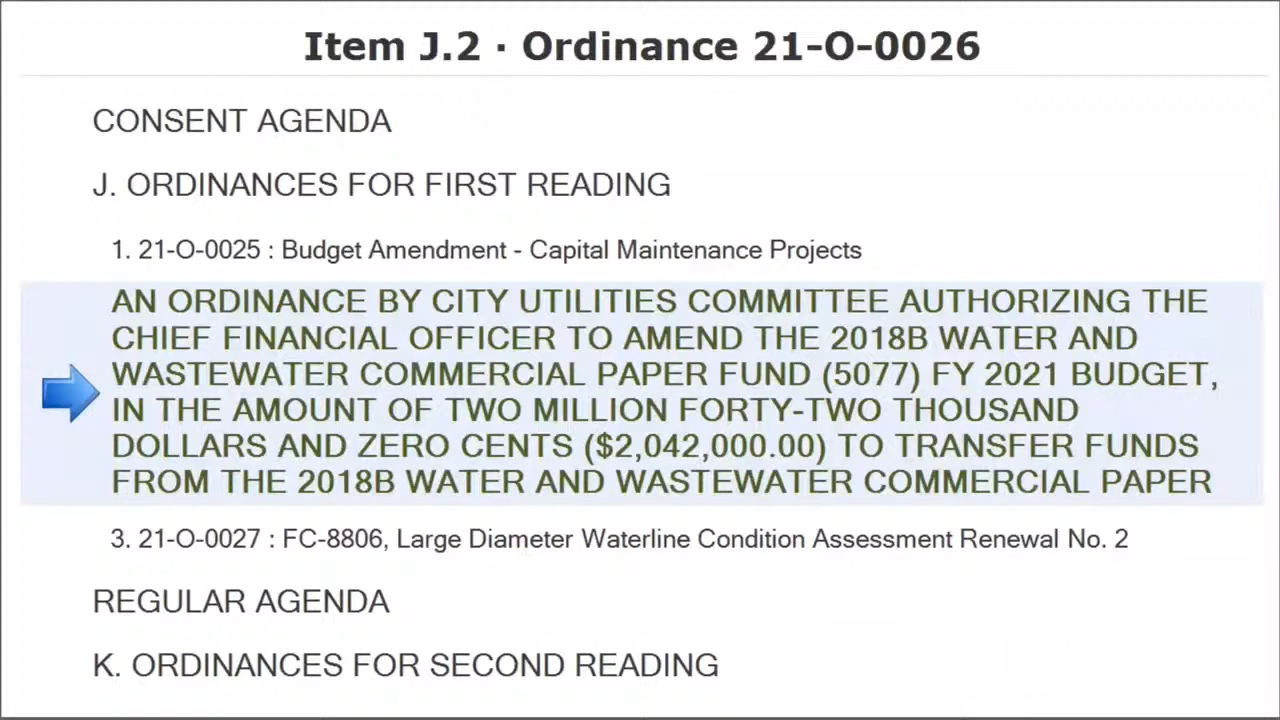 Item J.2 · Ordinance 21-O-0026
CONSENT AGENDA
J. ORDINANCES FOR FIRST READING
1. 21-O-0025 : Budget Amendment - Capital Maintenance Projects
AN ORDINANCE BY CITY UTILITIES COMMITTEE AUTHORIZING THE
CHIEF FINANCIAL OFFICER TO AMEND THE 2018B WATER AND
WASTEWATER COMMERCIAL PAPER FUND (5077) FY 2021 BUDGET,
IN THE AMOUNT OF TWO MILLION FORTY-TWO THOUSAND
DOLLARS AND ZERO CENTS ($2,042,000.00) TO TRANSFER FUNDS
FROM THE 2018B WATER AND WASTEWATER COMMERCIAL PAPER
3. 21-O-0027 : FC-8806, Large Diameter Waterline Condition Assessment Renewal No. 2
REGULAR AGENDA
K. ORDINANCES FOR SECOND READING